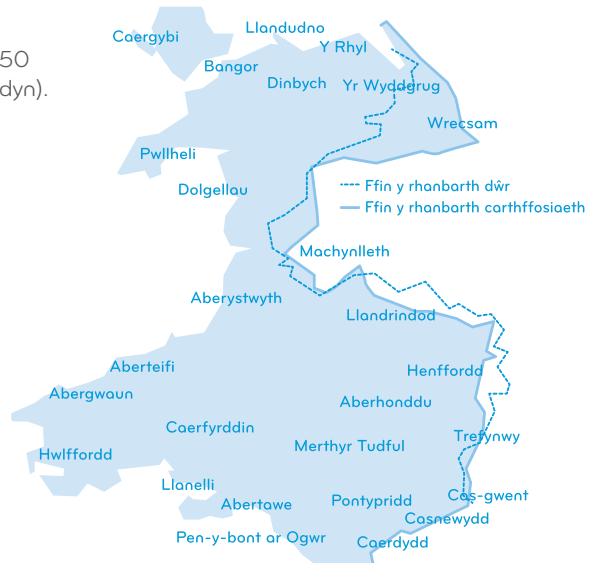 50
dyn).
Llandudno
Caergybi
Y Rhyl
Bangor
Dinbych
Yr Wyddgrug
Wrecsam
Pwllheli
Dolgellau
Ffin y rhanbarth dŵr
Ffin y rhanbarth carthffosiaeth
Machynlleth
Aberystwyth
Llandrindod
Aberteifi
Henffordd
Abergwaun
Aberhonddu
Caerfyrddin
Trefynwy
Merthyr Tudful
Hwlffordd
Llanelli
Cas-gwent
Abertawe
Pontypridd
Casnewydd
Pen-y-bont ar Ogwr
Caerdydd